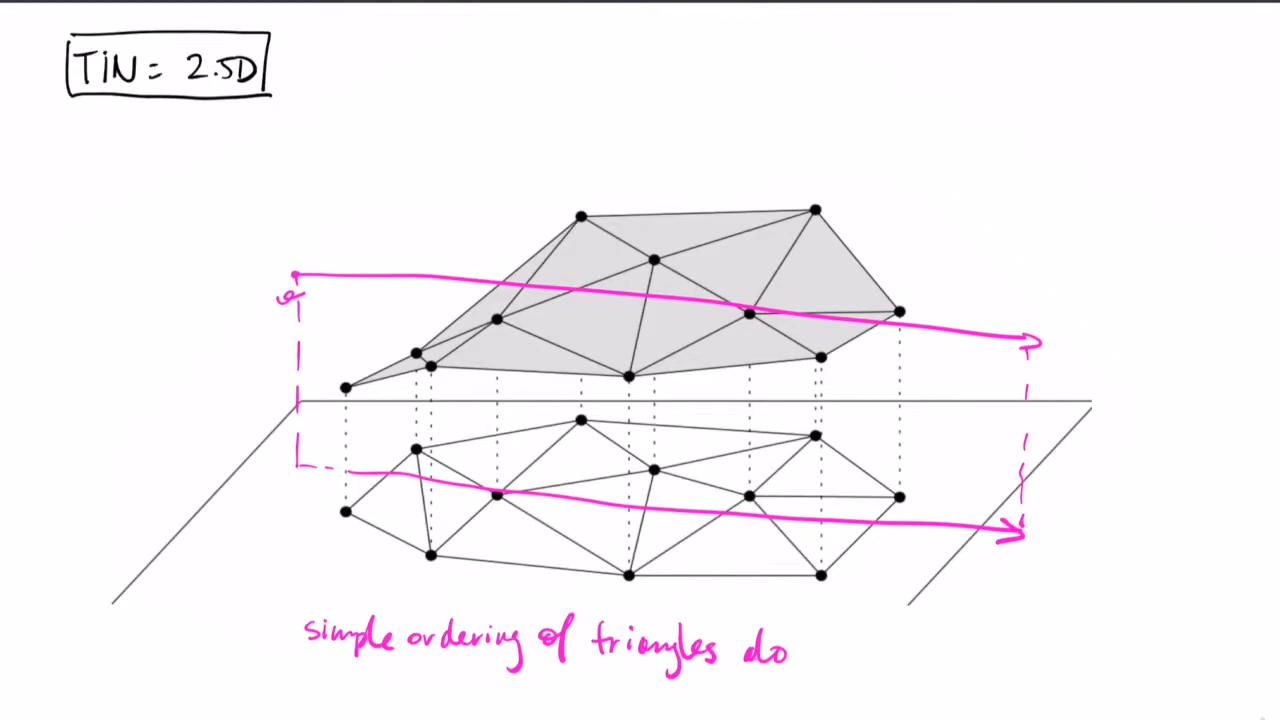 TiN = 2.5D
simple ordering of triangles do